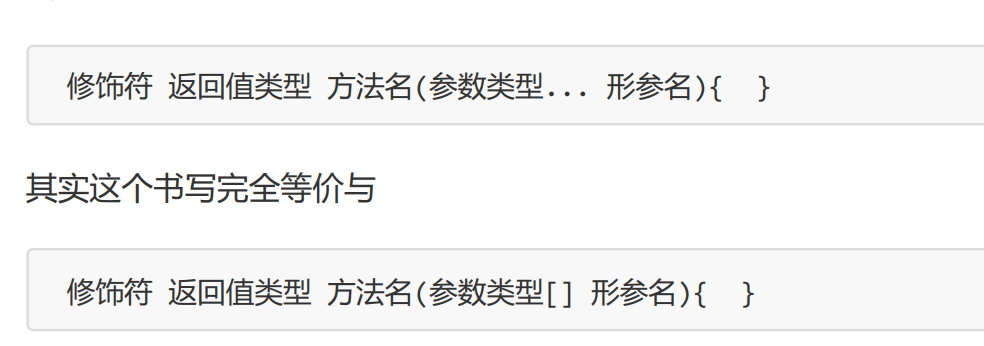 修饰符 返回值类型 方法名(参数类型... 形参名){  }
其实这个书写完全等价与
修饰符 返回值类型 方法名(参数类型[] 形参名){  }